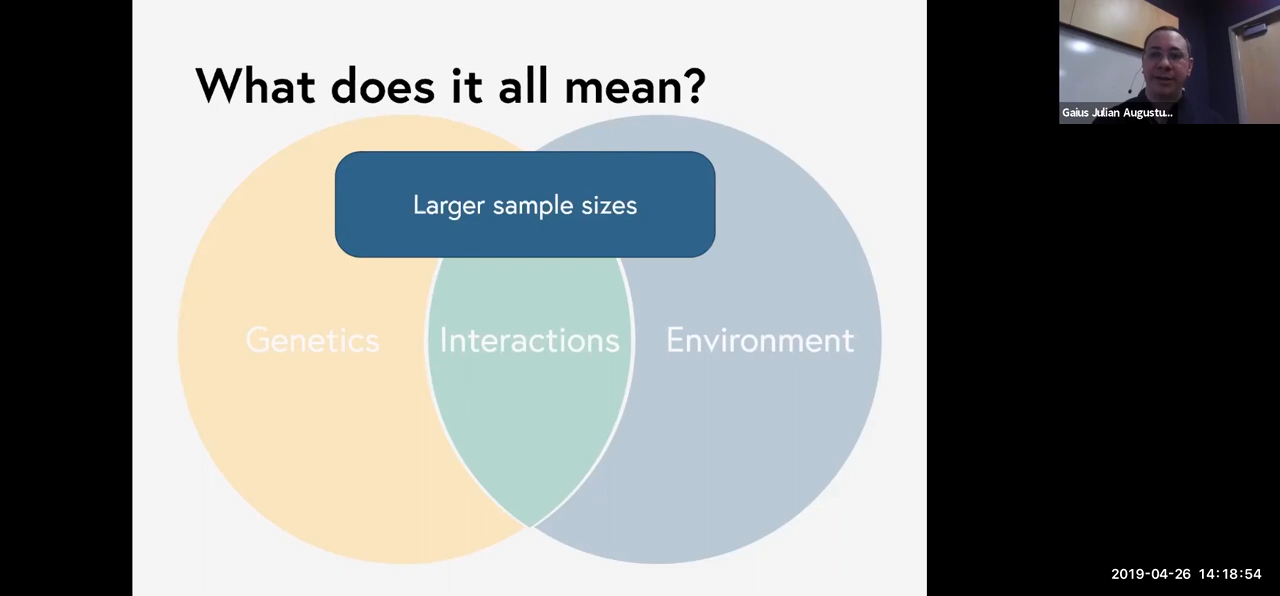 What does it all mean?
Larger sample sizes
Genetics Interactions Environment
Gaius Julian Augustu...
2019-04-26 14:18:54